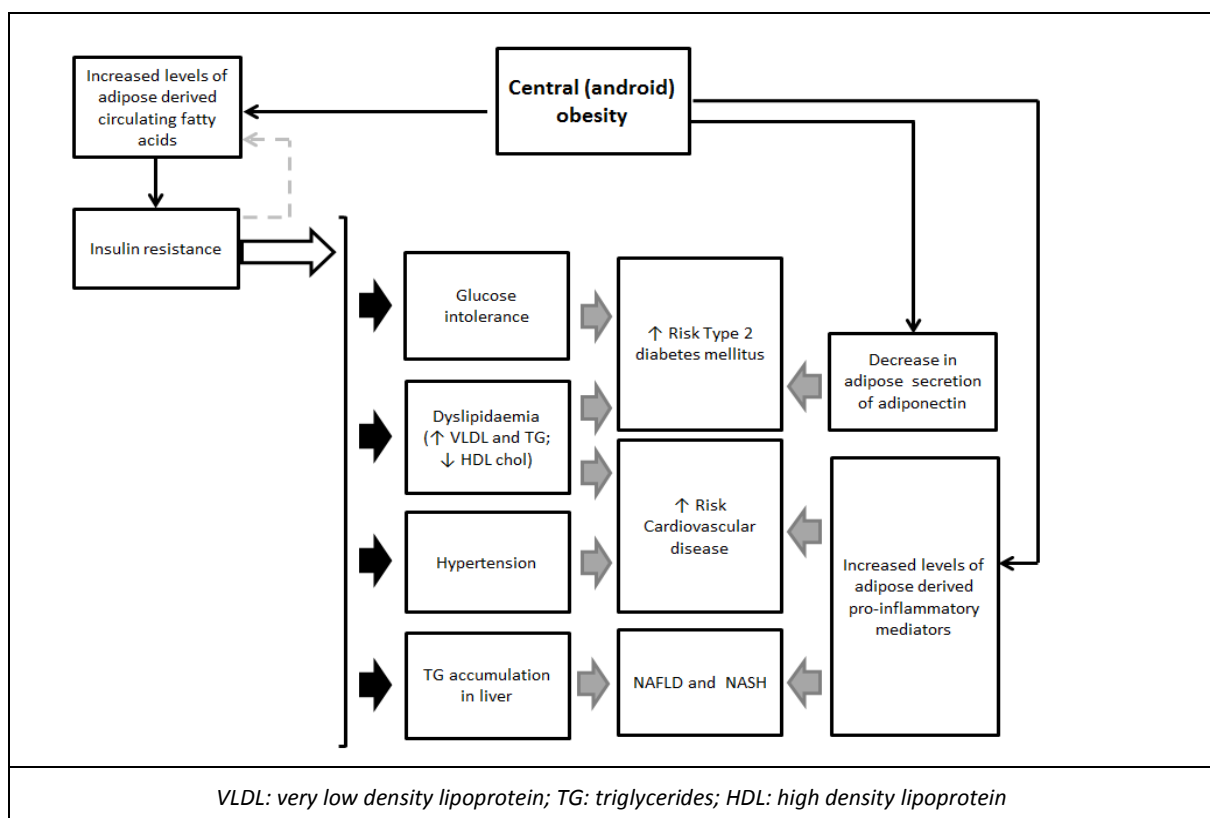 Increased levels of
adipose derived
circulating fatty
acids
Central (android)
obesity
Insulin resistance
Glucose
intolerance
↑ Risk Type 2
diabetes mellitus
Decrease in
adipose secretion
of adiponectin
Dyslipidaemia
(↑ VLDL and TG;
↓ HDL chol)
↑ Risk
Cardiovascular
disease
Hypertension
Increased levels of
adipose derived
pro-inflammatory
mediators
TG accumulation
in liver
NAFLD and NASH
VLDL: very low density lipoprotein; TG: triglycerides; HDL: high density lipoprotein